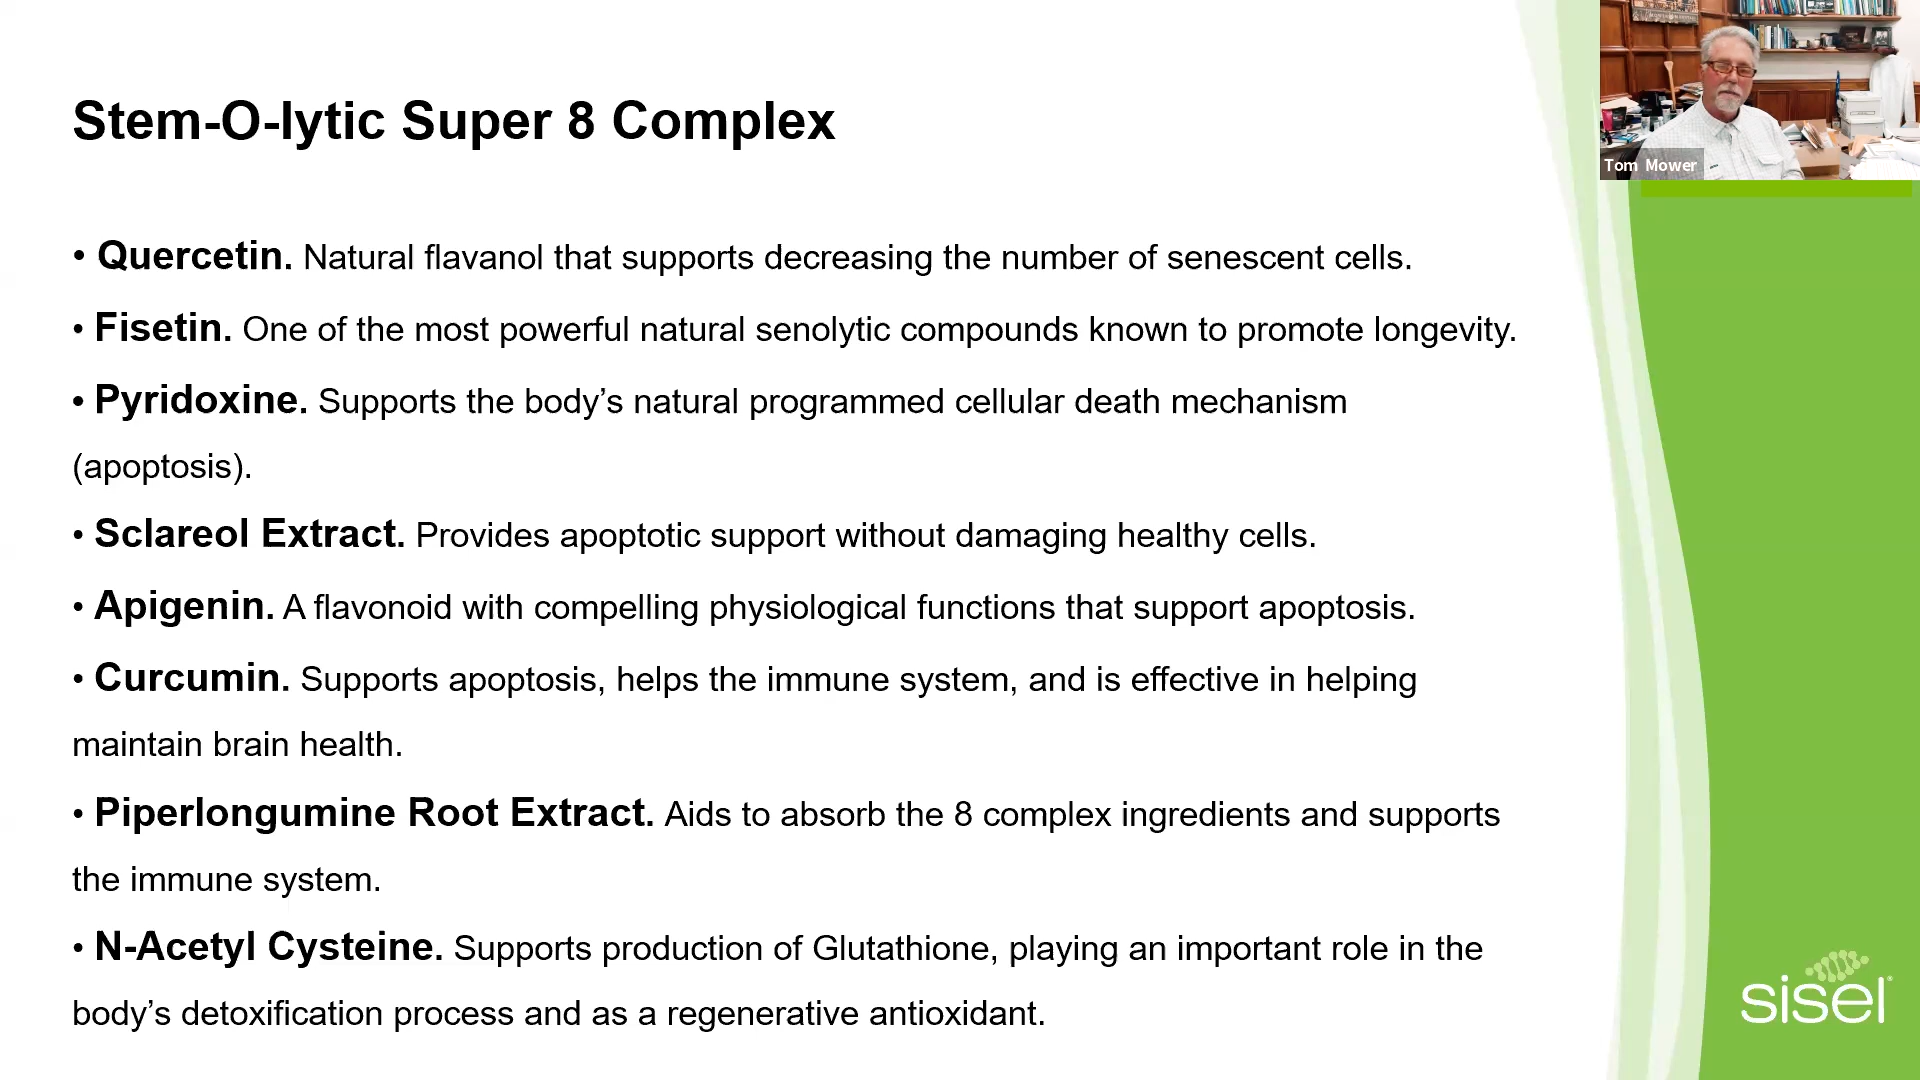 Stem-O-lytic Super 8 Complex
Tom Mower
• Quercetin. Natural flavanol that supports decreasing the number of senescent cells.
• Fisetin. One of the most powerful natural senolytic compounds known to promote longevity.
• Pyridoxine. Supports the body’s natural programmed cellular death mechanism
(apoptosis).
• Sclareol Extract. Provides apoptotic support without damaging healthy cells.
• Apigenin. A flavonoid with compelling physiological functions that support apoptosis.
• Curcumin. Supports apoptosis, helps the immune system, and is effective in helping
maintain brain health.
• Piperlongumine Root Extract. Aids to absorb the 8 complex ingredients and supports
the immune system.
• N-Acetyl Cysteine. Supports production of Glutathione, playing an important role in the
body’s detoxification process and as a regenerative antioxidant.
sisel®